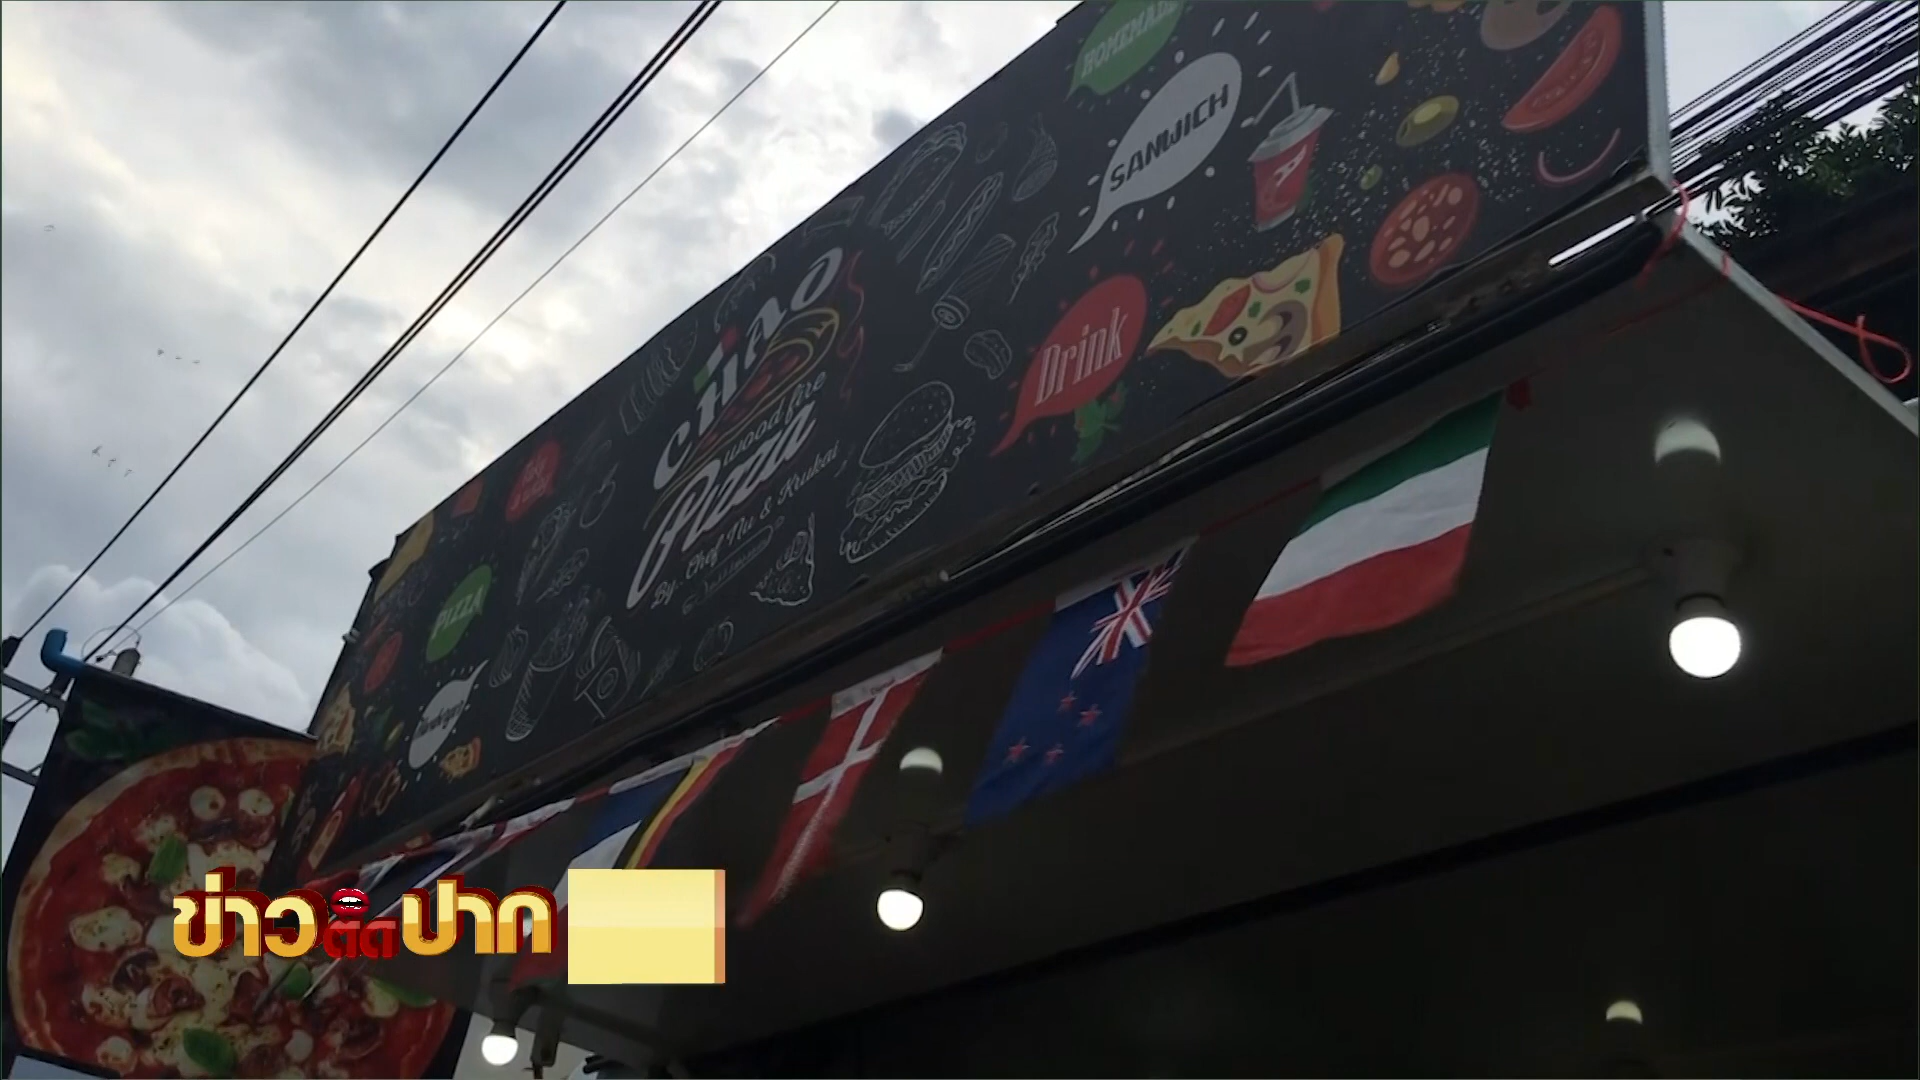 HOMEMADE
SANWICH
CHAO
wood fire
Pizza
By.. Chef Nu & Krukai
Drink
PIZZA
ข่าวติดปาก